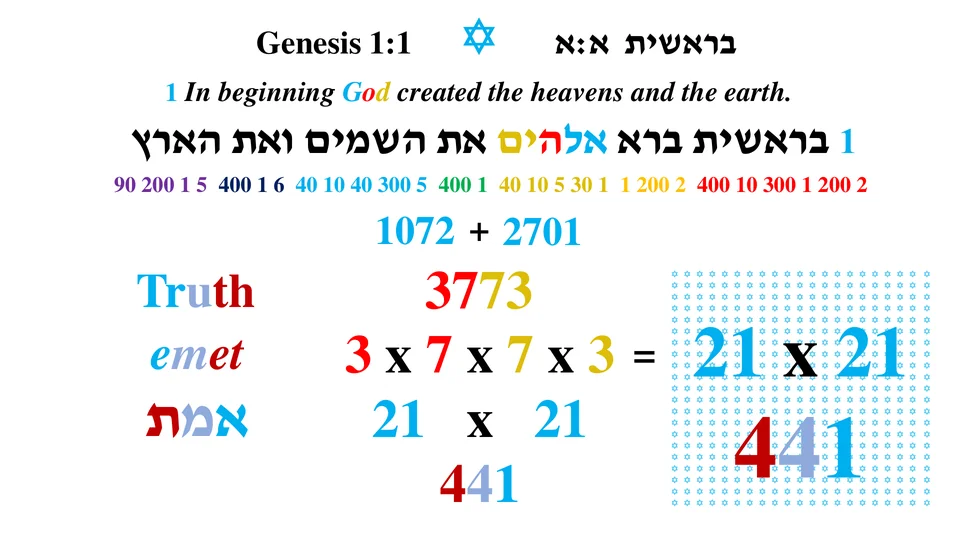 Genesis 1:1 ✡ בראשית א:א
1 In beginning God created the heavens and the earth.
1 בראשית ברא אלהים את השמים ואת הארץ
90 200 1 5 400 1 6 40 10 40 300 5 400 1 40 10 5 30 1 1 200 2 400 10 300 1 200 2
1072 + 2701
Truth 3773
emet 3 x 7 x 7 x 3 = 21 x 21
אמת 21 x 21 441
441